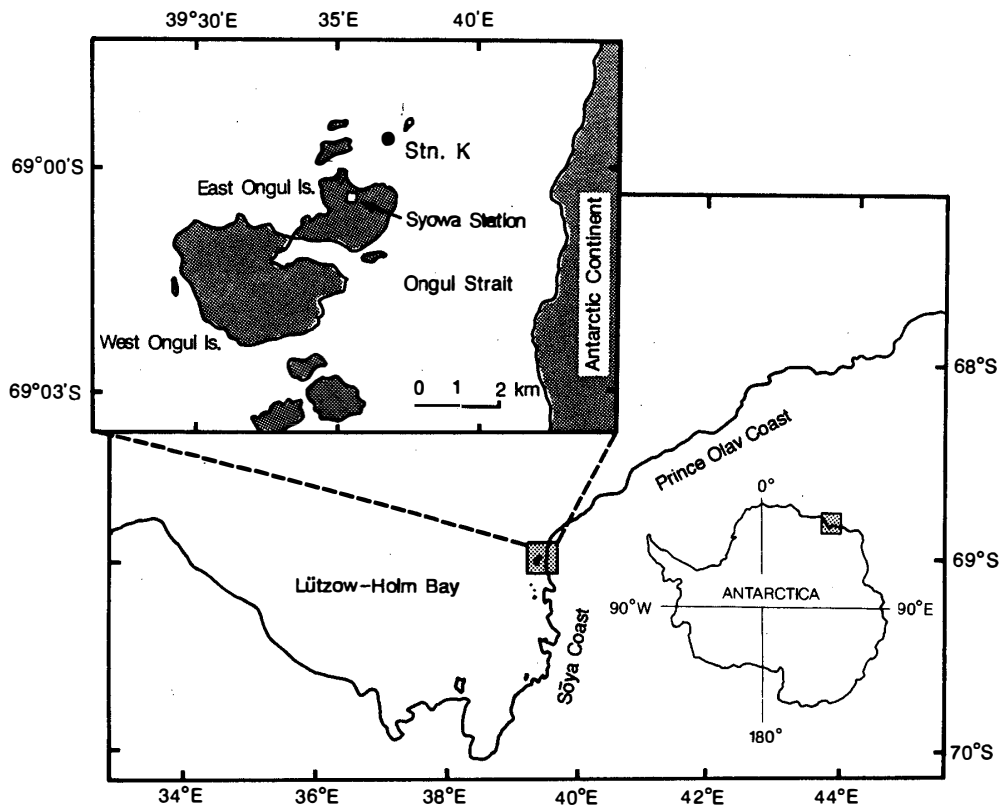 39°30′E 35′E 40′E
69°00′S
Stn. K
East Ongul Is.
Syowa Station
Ongul Strait
Antarctic Continent
West Ongul Is.
69°03′S
0 1 2 km
68°S
Prince Olav Coast
0°
69°S
Lützow-Holm Bay
ANTARCTICA
90°W
90°E
Sōya Coast
180°
70°S
34°E 36°E 38°E 40°E 42°E 44°E